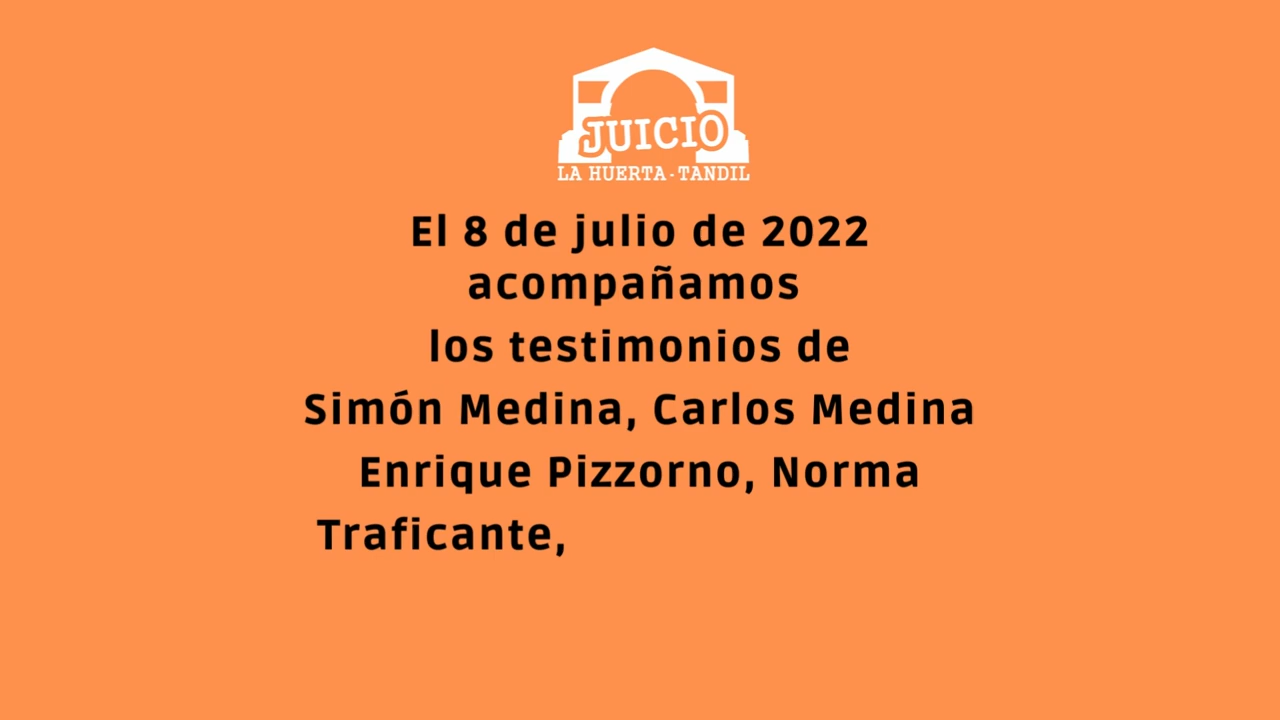 JUICIO
LA HUERTA - TANDIL
El 8 de julio de 2022
acompañamos
los testimonios de
Simón Medina, Carlos Medina
Enrique Pizzorno, Norma
Traficante,